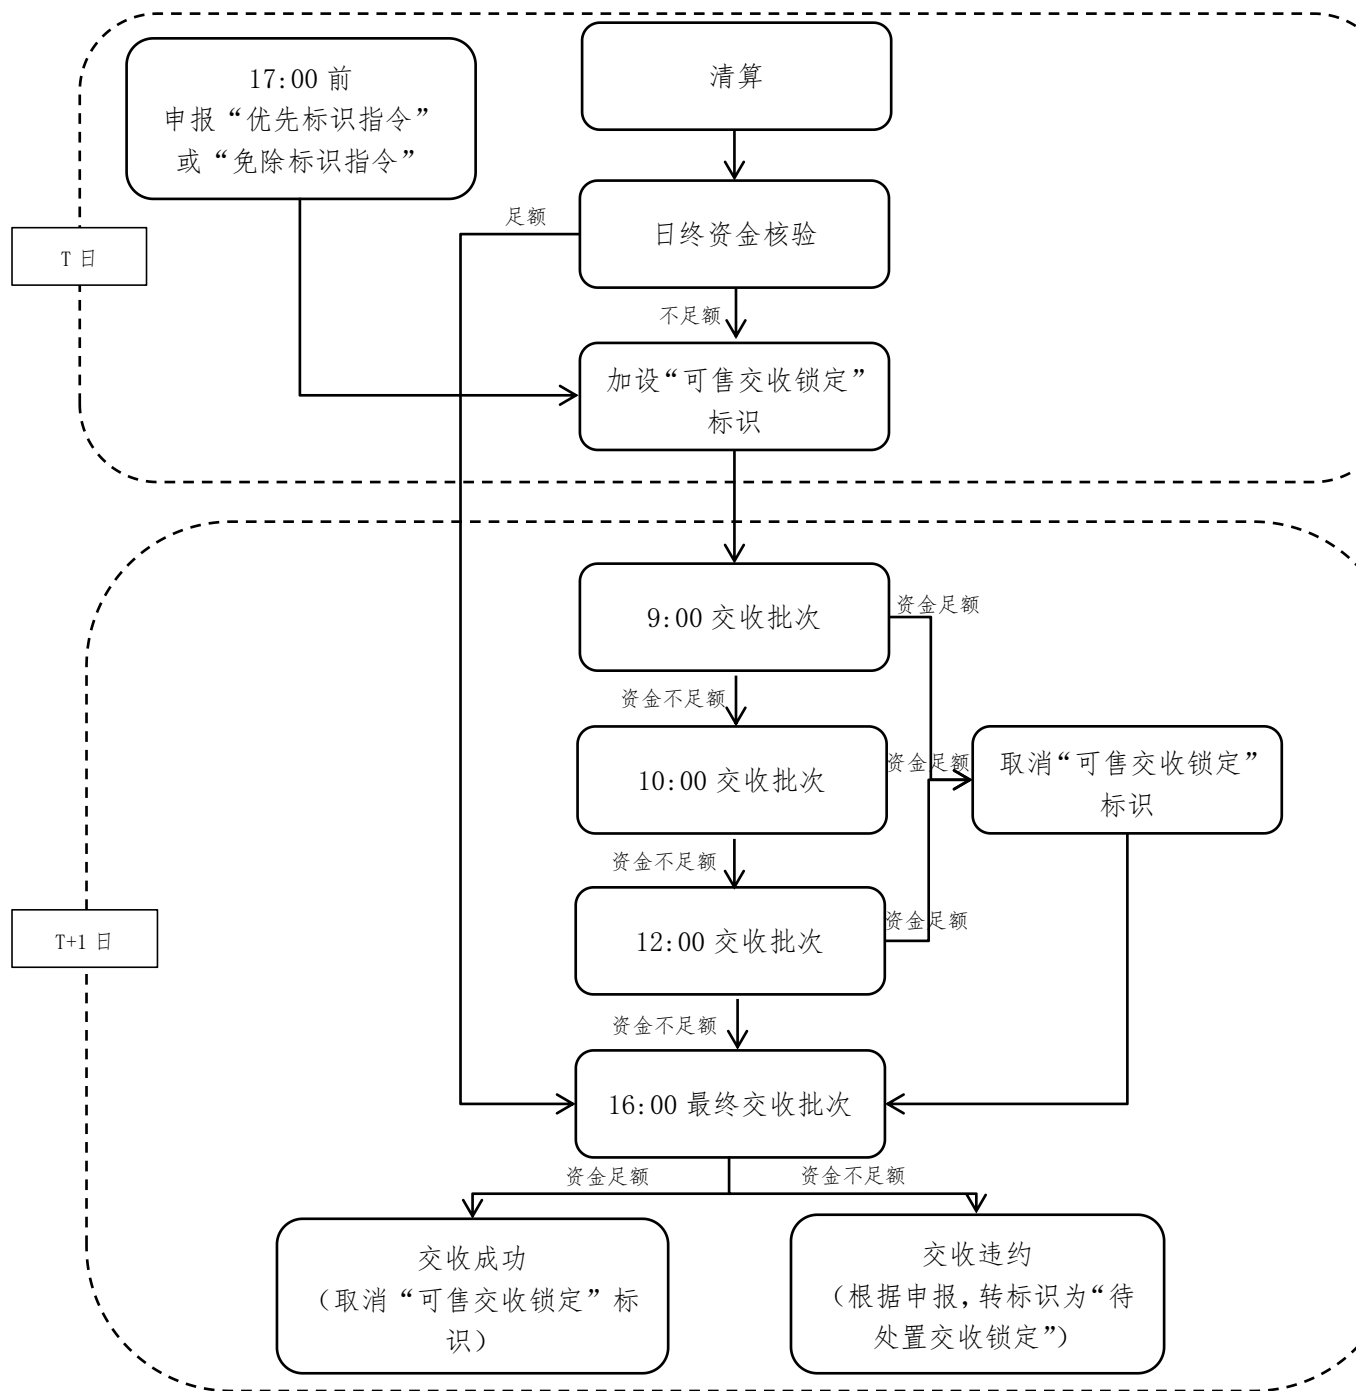 17:00 前
申报“优先标识指令”
或“免除标识指令”
清算
足额
日终资金核验
T 日
不足额
加设“可售交收锁定”
标识
9:00 交收批次
资金足额
资金不足额
10:00 交收批次
资金足额
取消“可售交收锁定”
标识
资金不足额
12:00 交收批次
资金足额
T+1 日
资金不足额
16:00 最终交收批次
资金足额
资金不足额
交收成功
（取消“可售交收锁定”标
识）
交收违约
（根据申报，转标识为“待
处置交收锁定”）